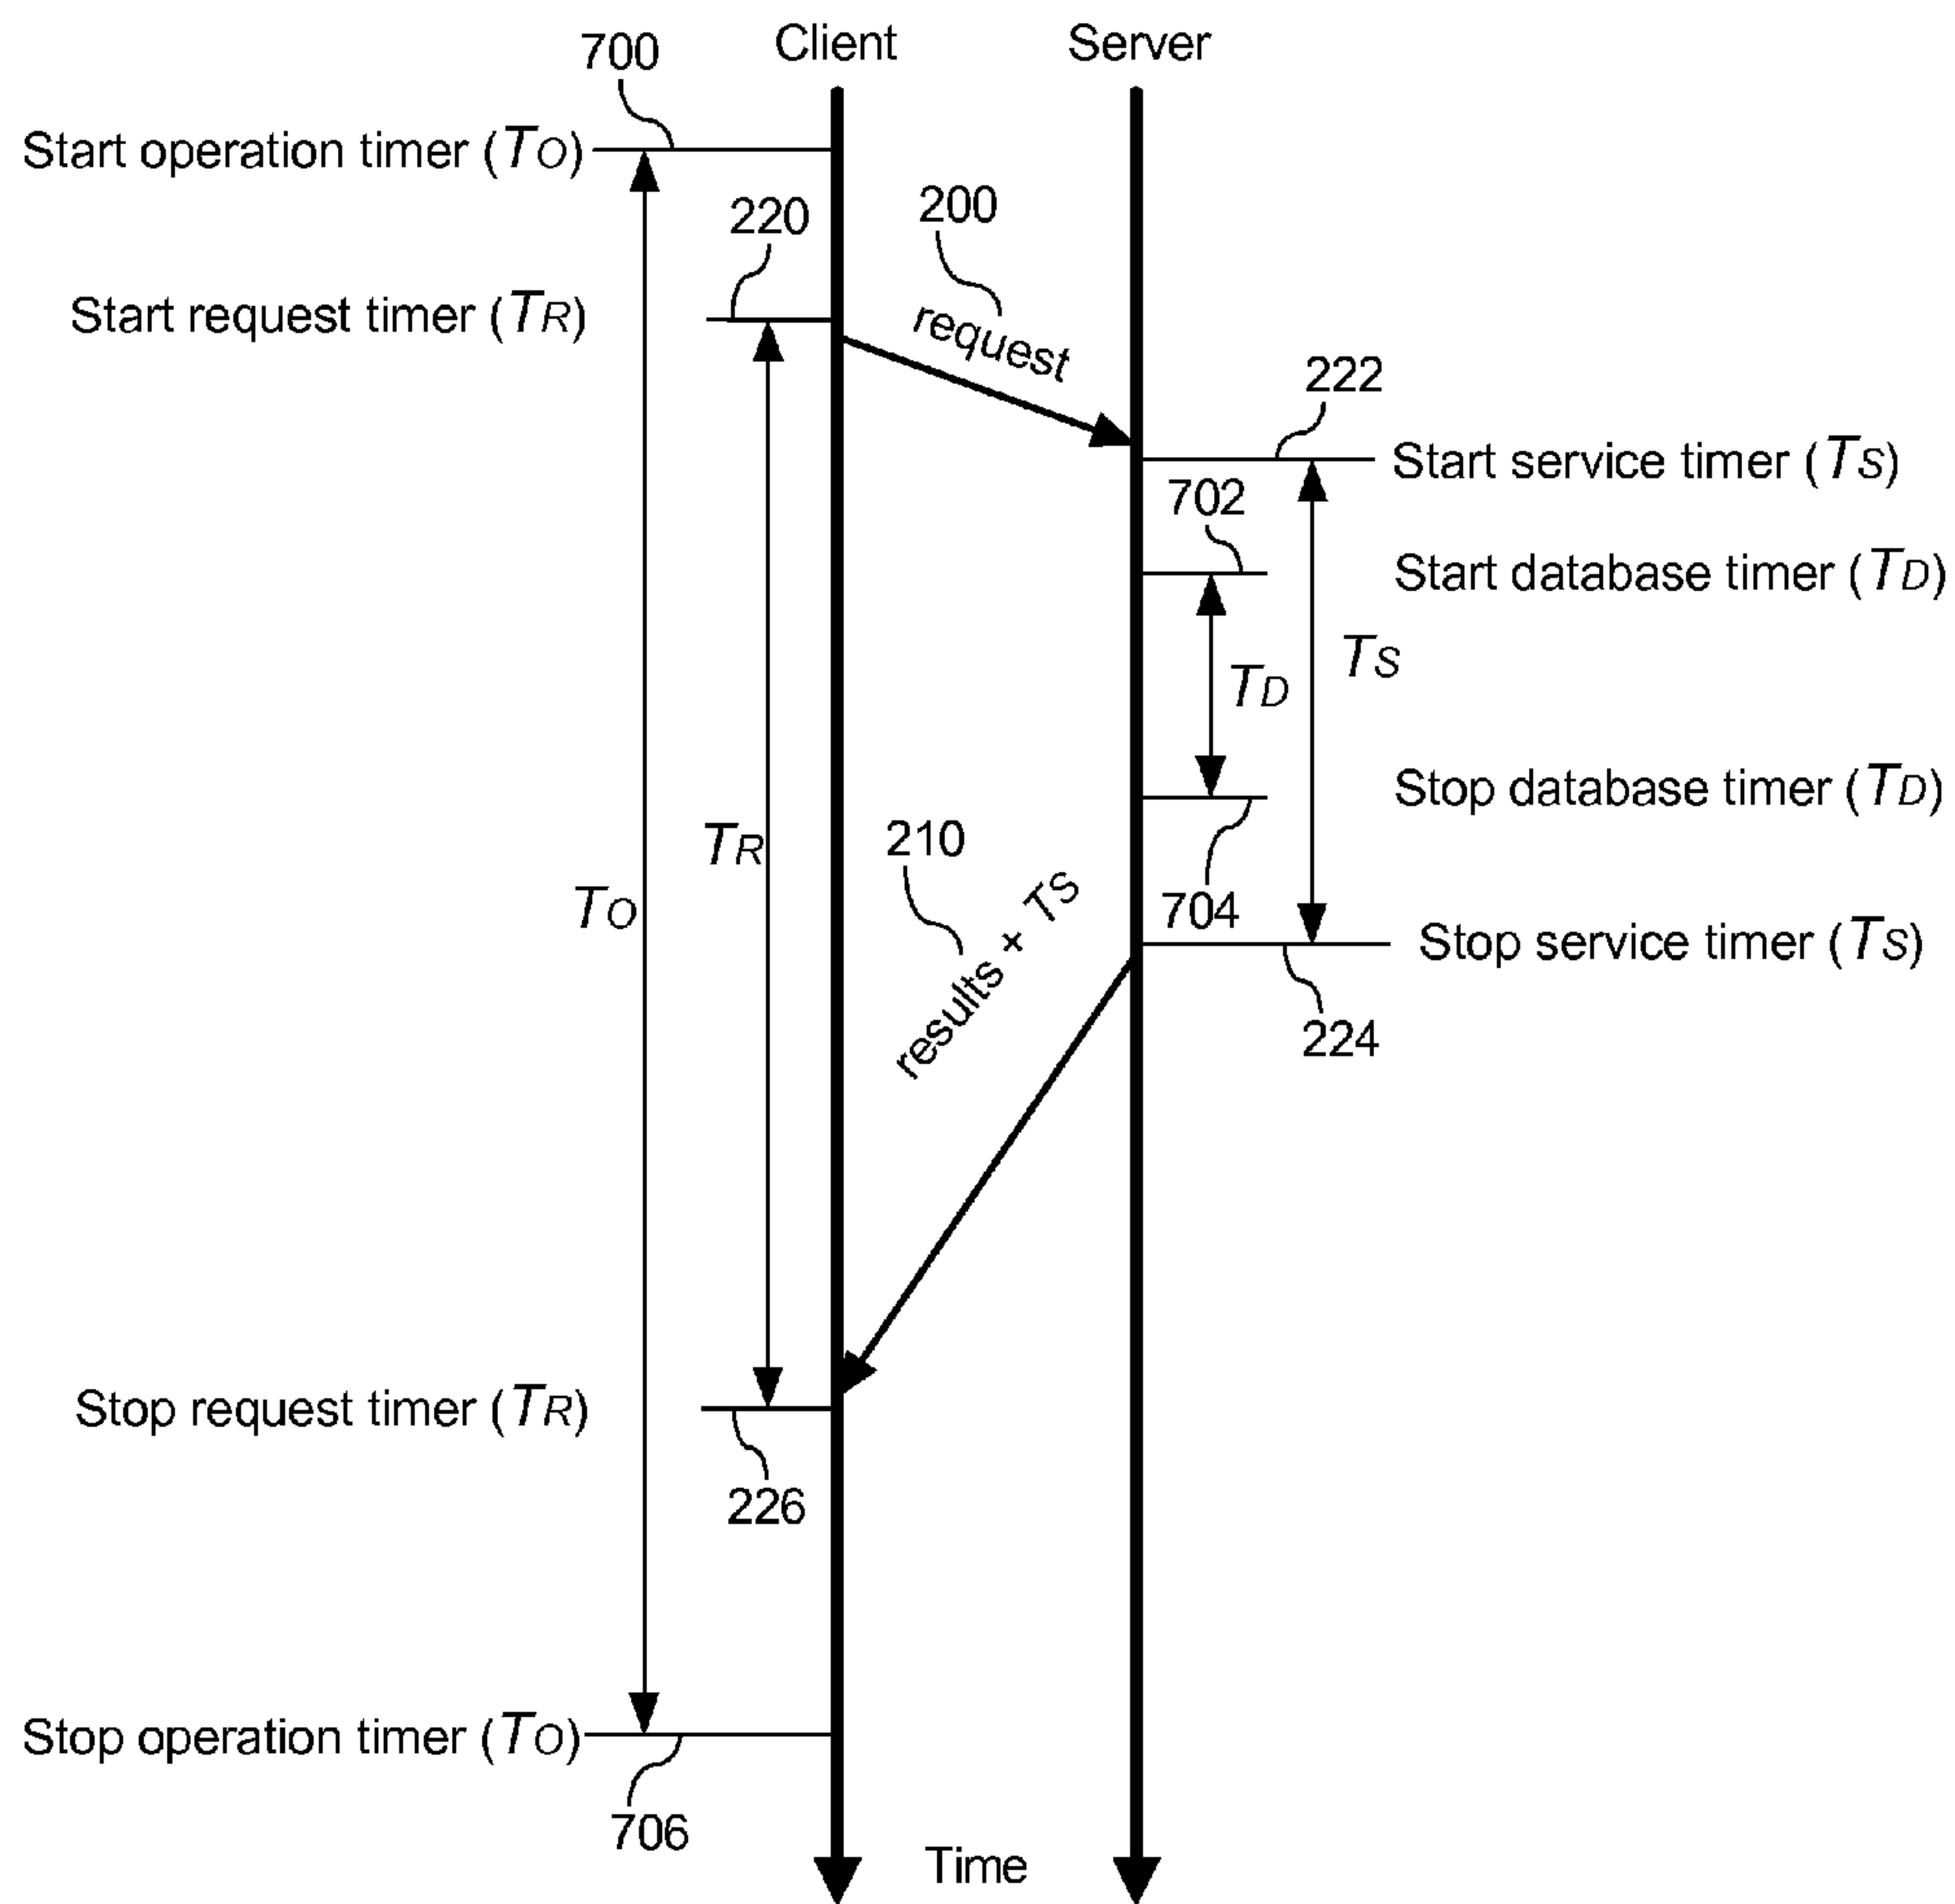 Client
Server
700
Start operation timer (TO)
220
200
Start request timer (TR)
request
222
Start service timer (TS)
702
Start database timer (TD)
TS
TD
Stop database timer (TD)
TR
210
TO
results + TS
704
Stop service timer (TS)
224
Stop request timer (TR)
226
Stop operation timer (TO)
706
Time